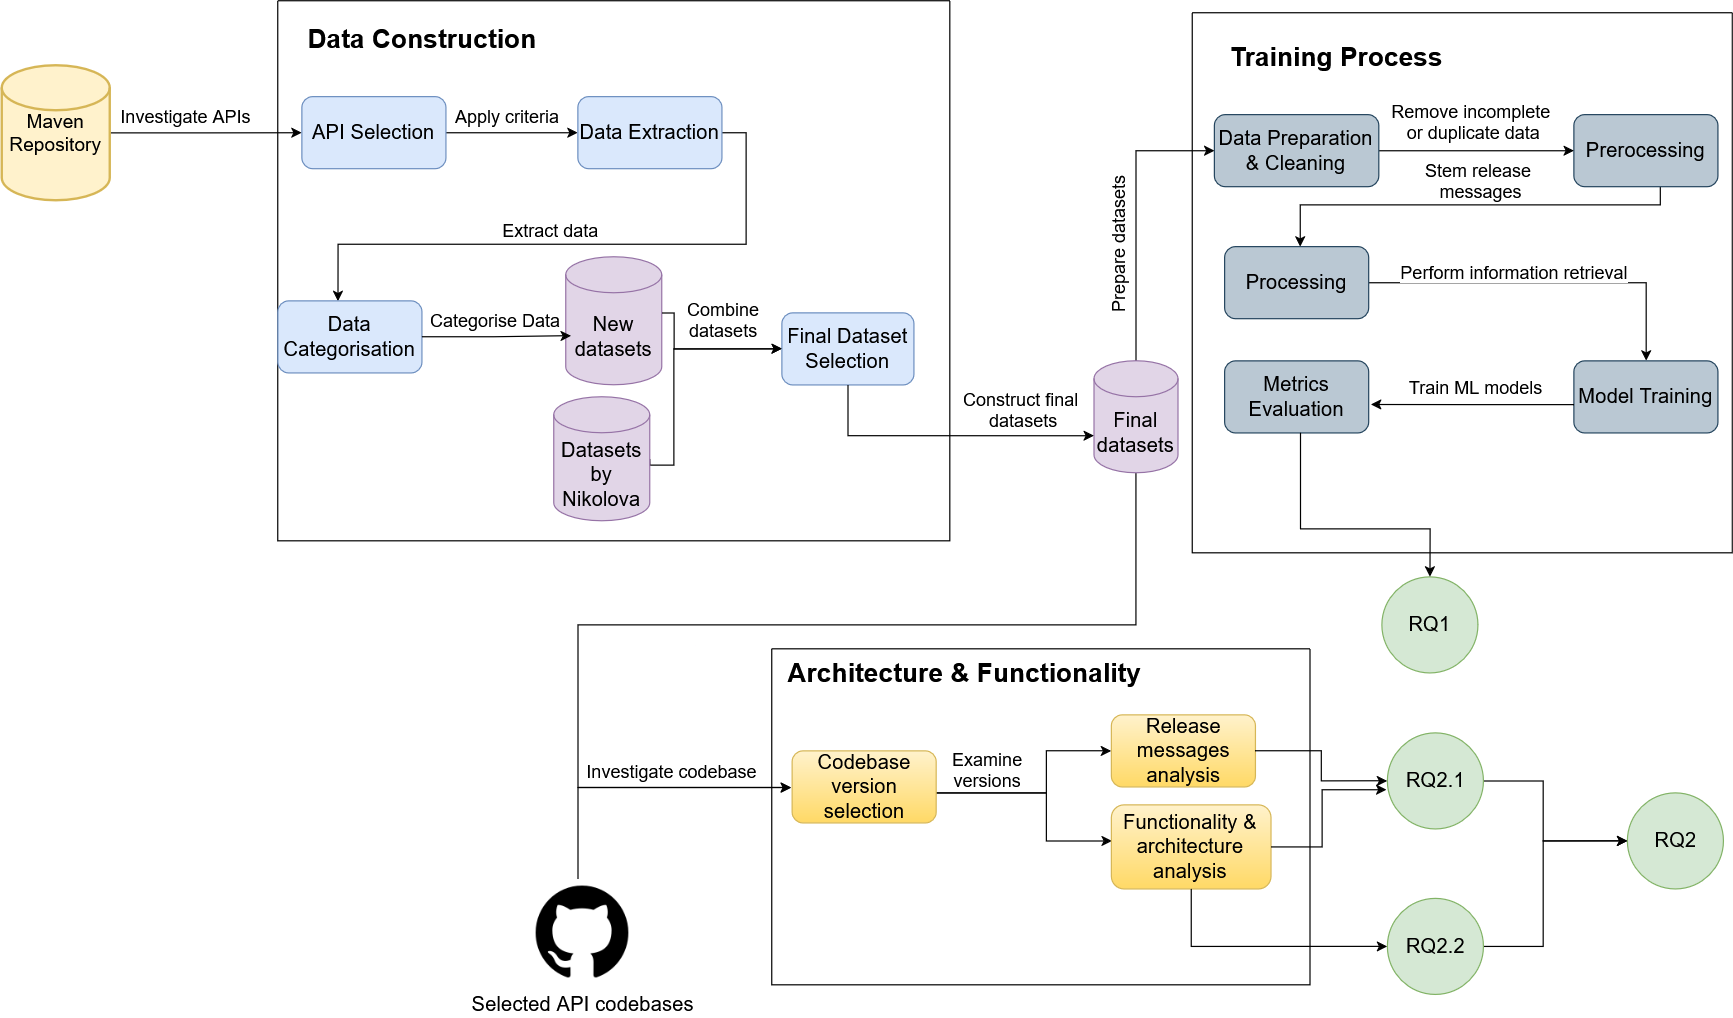 Data Construction
Maven
Repository
Investigate APIs
API Selection
Apply criteria
Data Extraction
Extract data
Data
Categorisation
Categorise Data
New
datasets
Combine
datasets
Final Dataset
Selection
Datasets
by
Nikolova
Construct final
datasets
Final
datasets
Prepare datasets
Training Process
Data Preparation
& Cleaning
Remove incomplete
or duplicate data
Prerocessing
Stem release
messages
Processing
Perform information retrieval
Model Training
Train ML models
Metrics
Evaluation
RQ1
Architecture & Functionality
Investigate codebase
Codebase
version
selection
Examine
versions
Release
messages
analysis
Functionality &
architecture
analysis
RQ2.1
RQ2.2
RQ2
Selected API codebases